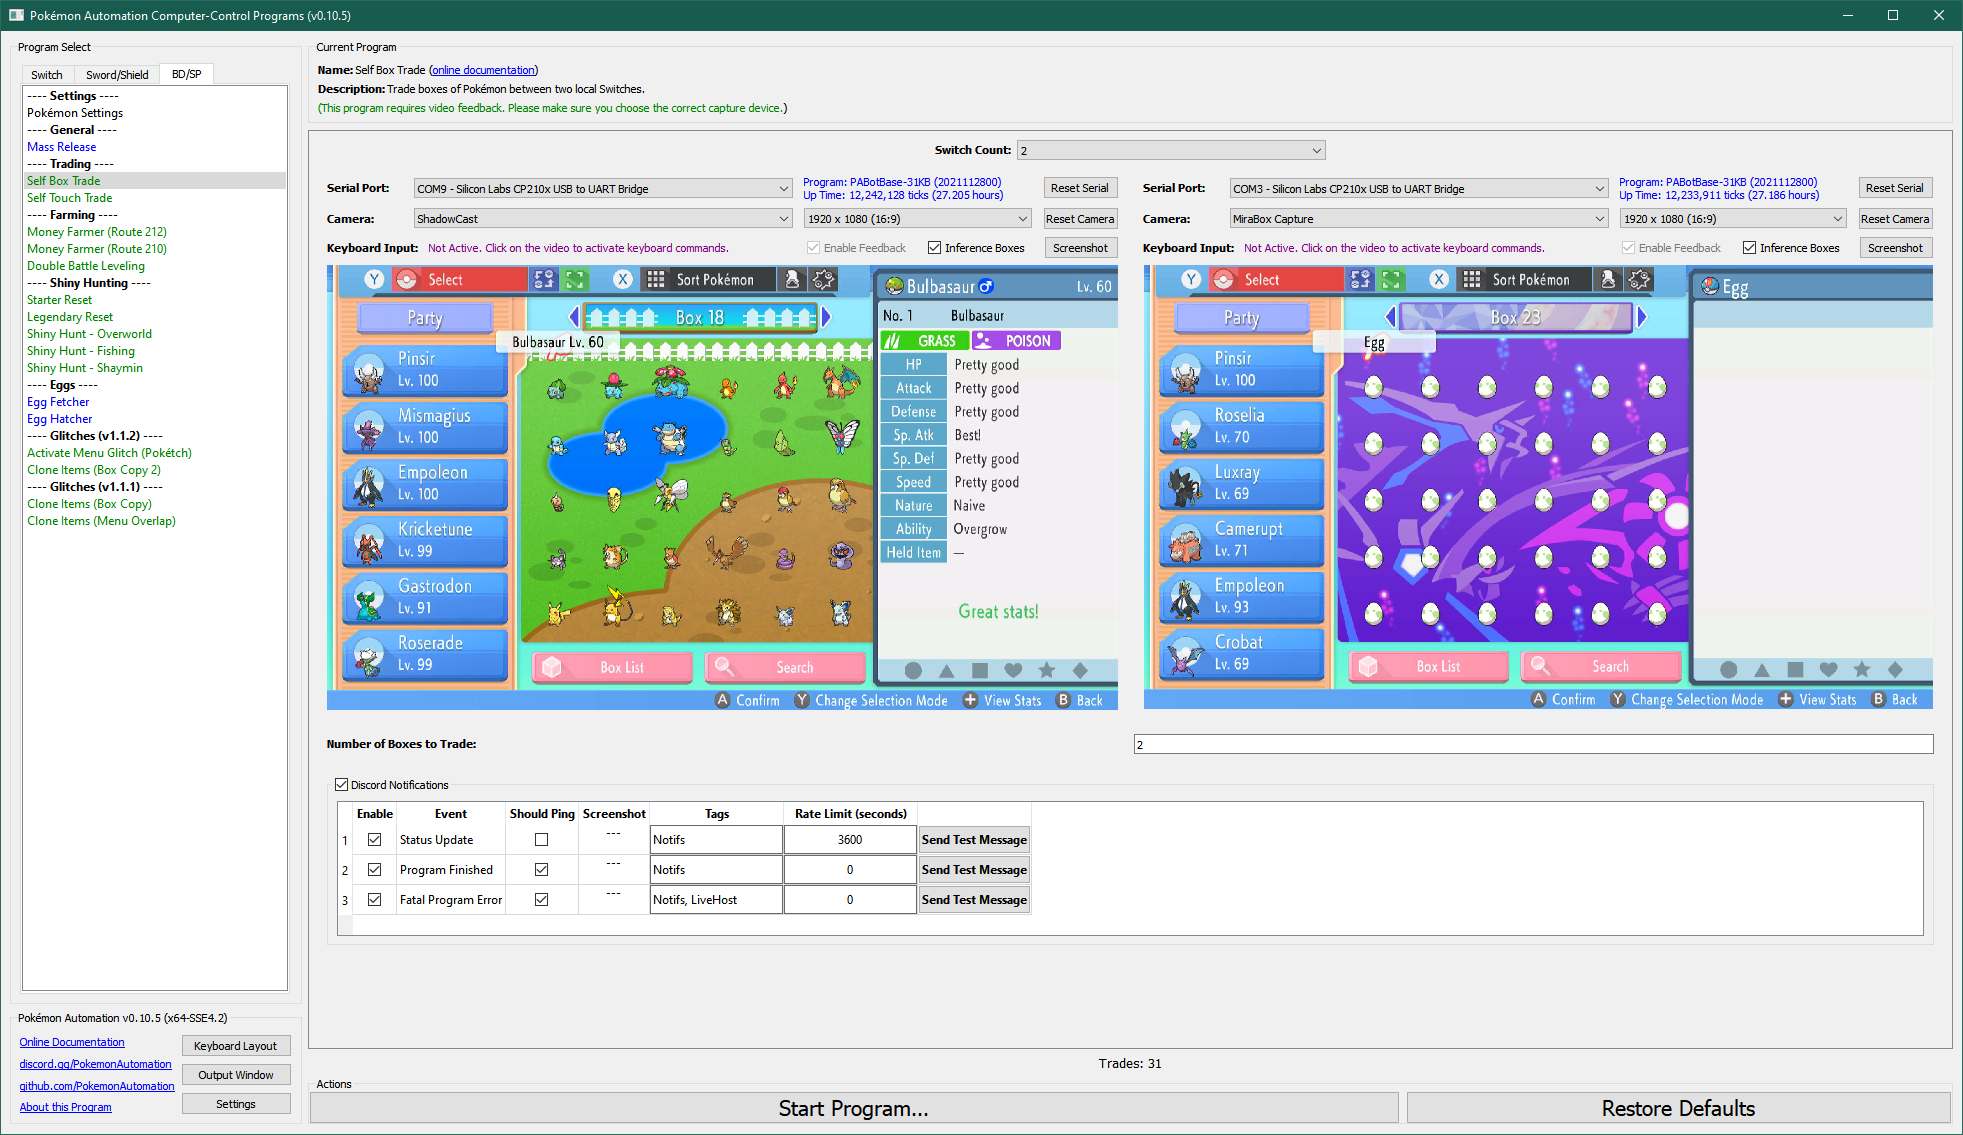 Pokémon Automation Computer-Control Programs (v0.10.5)
Program Select
Switch
Sword/Shield
BD/SP
---- Settings ----
Pokémon Settings
---- General ----
Mass Release
---- Trading ----
Self Box Trade
Self Touch Trade
---- Farming ----
Money Farmer (Route 212)
Money Farmer (Route 210)
Double Battle Leveling
---- Shiny Hunting ----
Starter Reset
Legendary Reset
Shiny Hunt - Overworld
Shiny Hunt - Fishing
Shiny Hunt - Shaymin
---- Eggs ----
Egg Fetcher
Egg Hatcher
---- Glitches (v1.1.2) ----
Activate Menu Glitch (Pokétch)
Clone Items (Box Copy 2)
---- Glitches (v1.1.1) ----
Clone Items (Box Copy)
Clone Items (Menu Overlap)
Pokémon Automation v0.10.5 (x64-SSE4.2)
Online Documentation
discord.gg/PokemonAutomation
github.com/PokemonAutomation
About this Program
Keyboard Layout
Output Window
Settings
Current Program
Name: Self Box Trade (online documentation)
Description: Trade boxes of Pokémon between two local Switches.
(This program requires video feedback. Please make sure you choose the correct capture device.)
Switch Count: 2
Serial Port: COM9 - Silicon Labs CP210x USB to UART Bridge
Program: PABotBase-31KB (2021112800)
Up Time: 12,242,128 ticks (27.205 hours)
Reset Serial
Camera: ShadowCast
1920 x 1080 (16:9)
Reset Camera
Keyboard Input: Not Active. Click on the video to activate keyboard commands.
Enable Feedback
Inference Boxes
Screenshot
Y Select
X Sort Pokémon
Party
Box 18
Bulbasaur Lv. 60
Pinsir
Lv. 100
Mismagius
Lv. 100
Empoleon
Lv. 100
Kricketune
Lv. 99
Gastrodon
Lv. 91
Roserade
Lv. 99
Box List
Search
Bulbasaur ♂ Lv. 60
No. 1 Bulbasaur
GRASS POISON
HP Pretty good
Attack Pretty good
Defense Pretty good
Sp. Atk Best!
Sp. Def Pretty good
Speed Pretty good
Nature Naive
Ability Overgrow
Held Item —
Great stats!
A Confirm Y Change Selection Mode + View Stats B Back
Serial Port: COM3 - Silicon Labs CP210x USB to UART Bridge
Program: PABotBase-31KB (2021112800)
Up Time: 12,233,911 ticks (27.186 hours)
Reset Serial
Camera: MiraBox Capture
1920 x 1080 (16:9)
Reset Camera
Keyboard Input: Not Active. Click on the video to activate keyboard commands.
Enable Feedback
Inference Boxes
Screenshot
Y Select
X Sort Pokémon
Party
Box 23
Egg
Pinsir
Lv. 100
Roselia
Lv. 70
Luxray
Lv. 69
Camerupt
Lv. 71
Empoleon
Lv. 93
Crobat
Lv. 69
Box List
Search
Egg
A Confirm Y Change Selection Mode + View Stats B Back
Number of Boxes to Trade: 2
Discord Notifications
Enable Event Should Ping Screenshot Tags Rate Limit (seconds)
1 Status Update --- Notifs 3600 Send Test Message
2 Program Finished --- Notifs 0 Send Test Message
3 Fatal Program Error --- Notifs, LiveHost 0 Send Test Message
Trades: 31
Actions
Start Program...
Restore Defaults